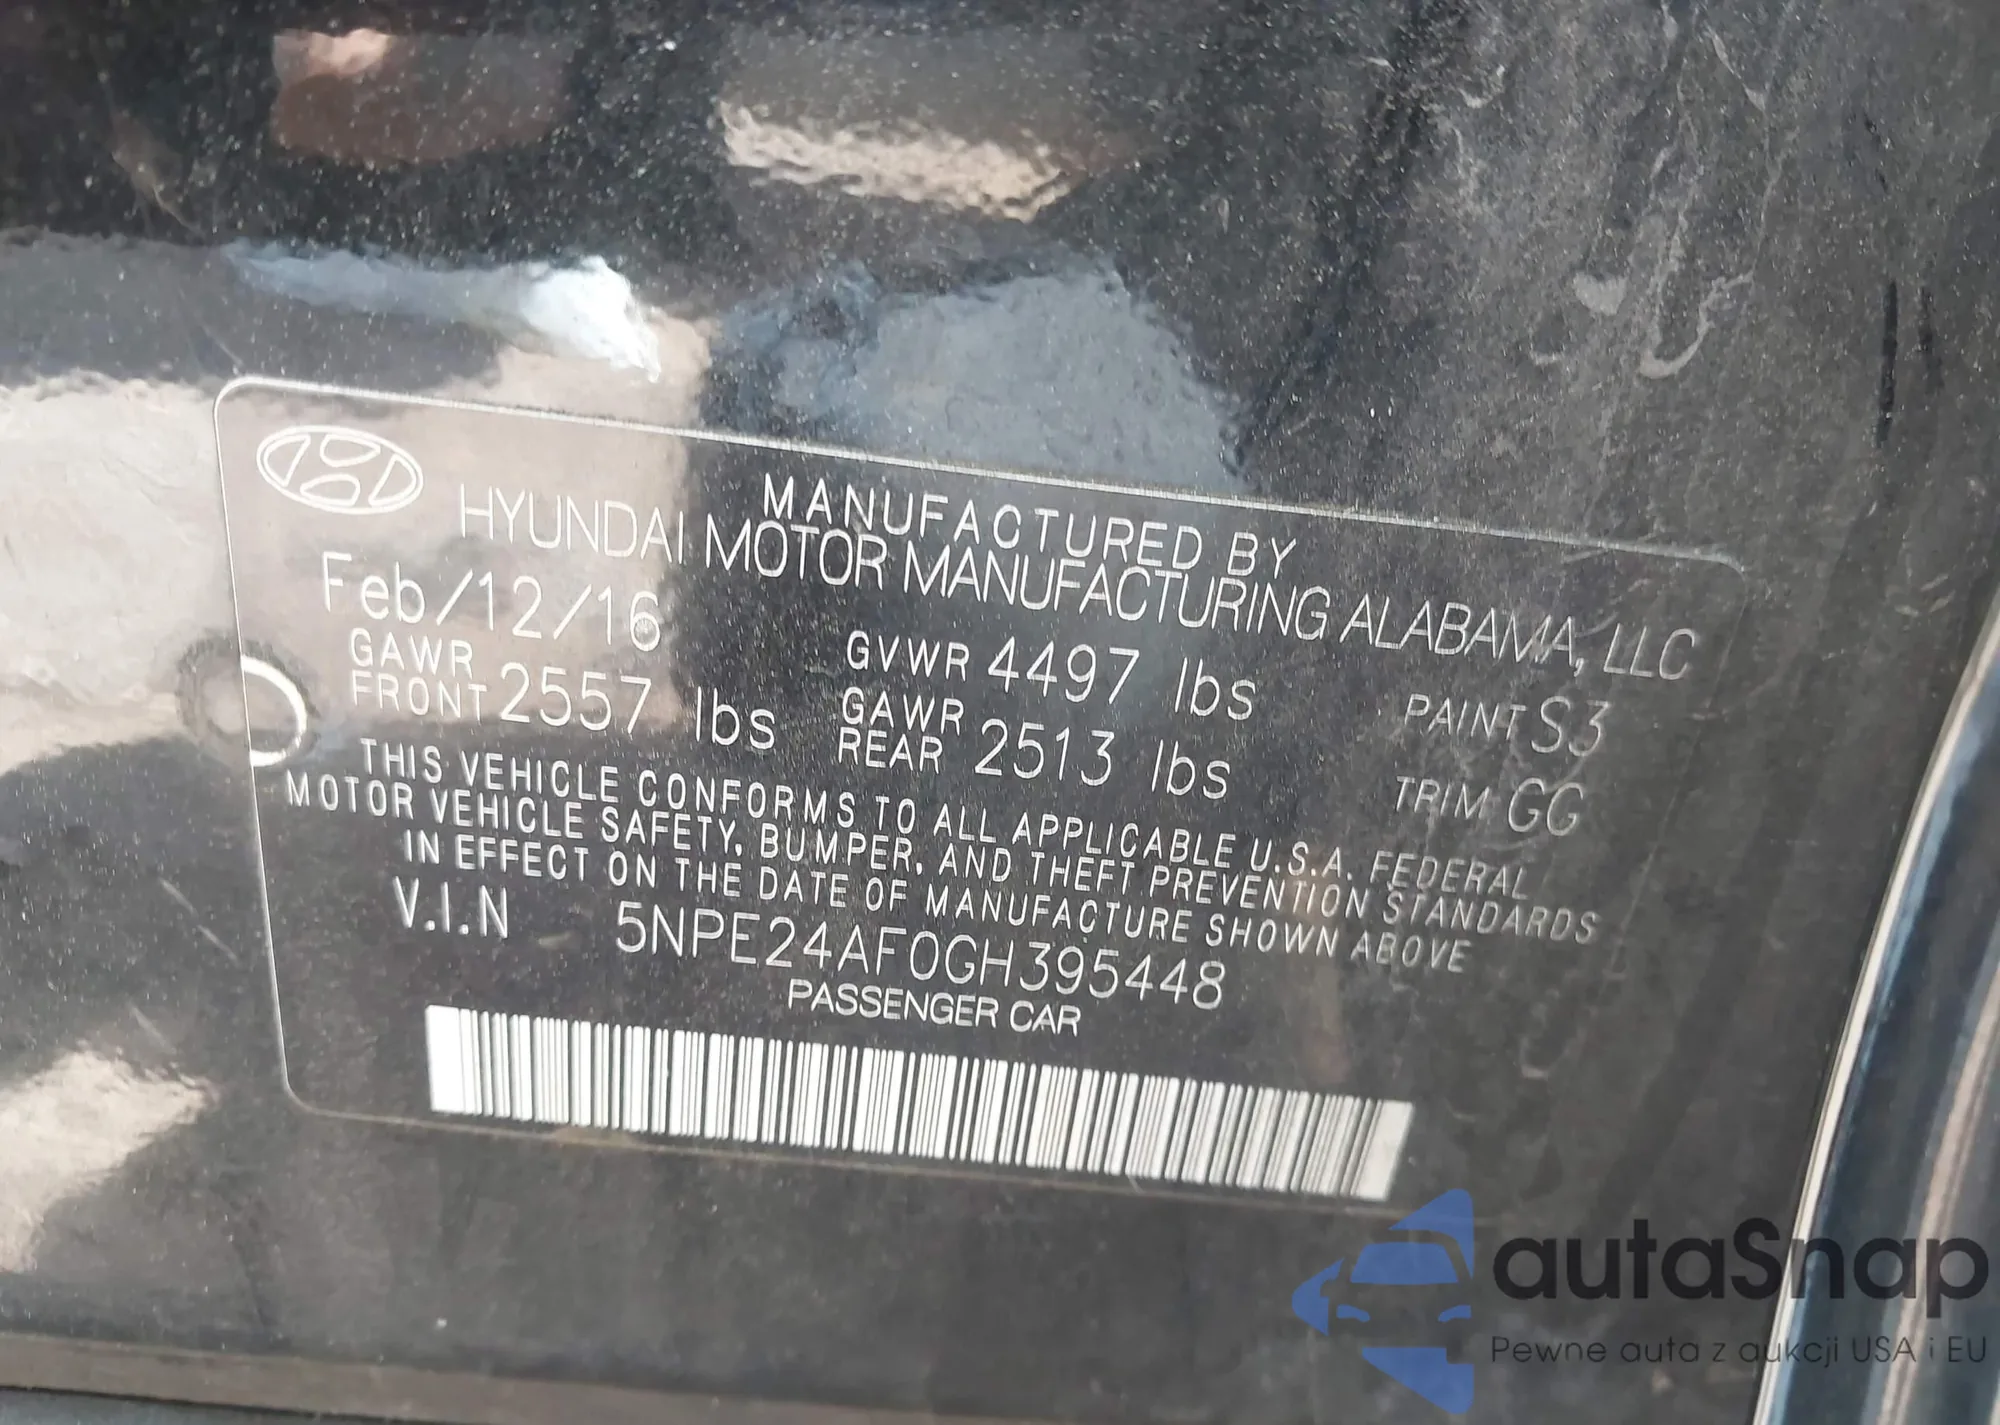 MANUFACTURED BY
HYUNDAI MOTOR MANUFACTURING ALABAMA, LLC
Feb/12/16
GVWR 4497 lbs
GAWR FRONT 2557 lbs
GAWR REAR 2513 lbs
PAINT S3
TRIM GG
THIS VEHICLE CONFORMS TO ALL APPLICABLE U.S.A. FEDERAL
MOTOR VEHICLE SAFETY, BUMPER, AND THEFT PREVENTION STANDARDS
IN EFFECT ON THE DATE OF MANUFACTURE SHOWN ABOVE
V.I.N 5NPE24AF0GH395448
PASSENGER CAR
autaSnap
Pewne auta z aukcji USA i EU